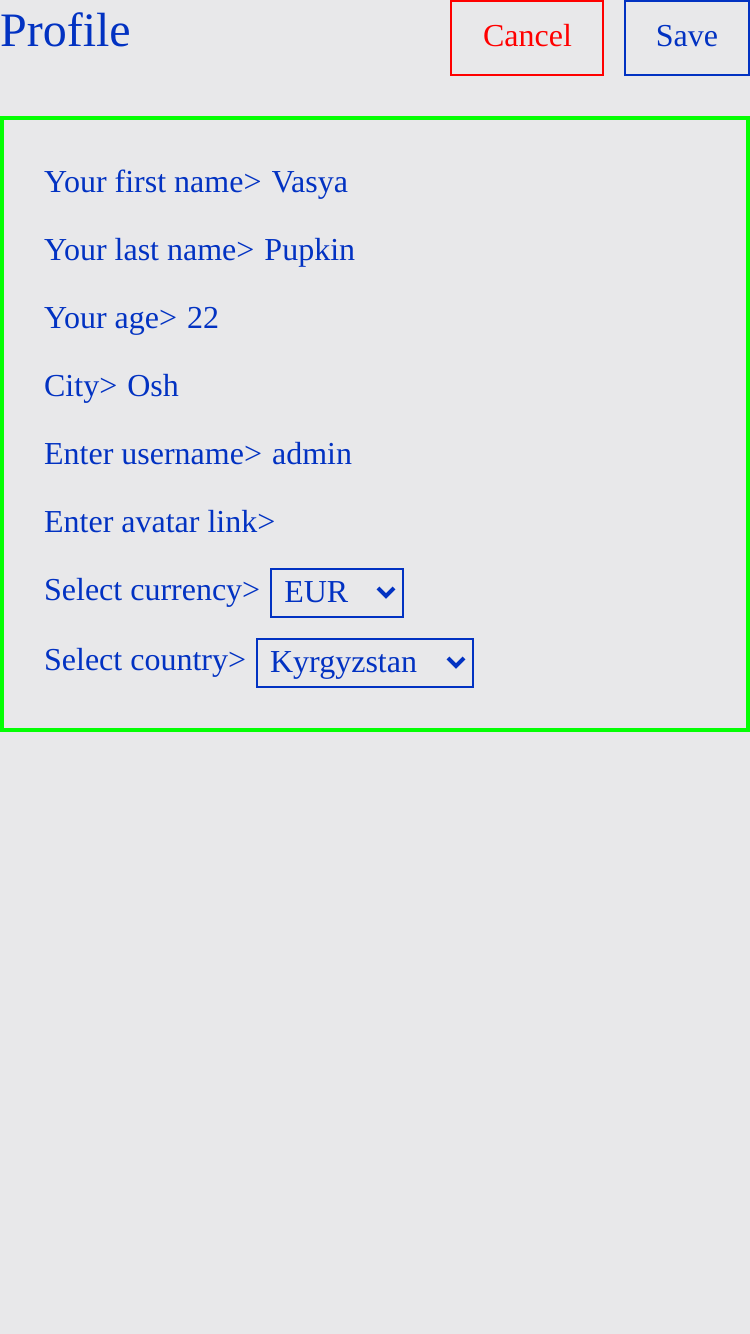 Profile
Cancel
Save
Your first name> Vasya
Your last name> Pupkin
Your age> 22
City> Osh
Enter username> admin
Enter avatar link>
Select currency> EUR
Select country> Kyrgyzstan